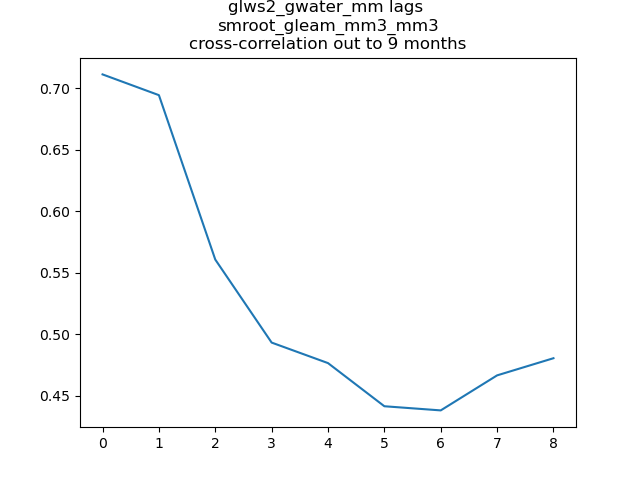 glws2_gwater_mm lags
smroot_gleam_mm3_mm3
cross-correlation out to 9 months
0.70
0.65
0.60
0.55
0.50
0.45
0 1 2 3 4 5 6 7 8